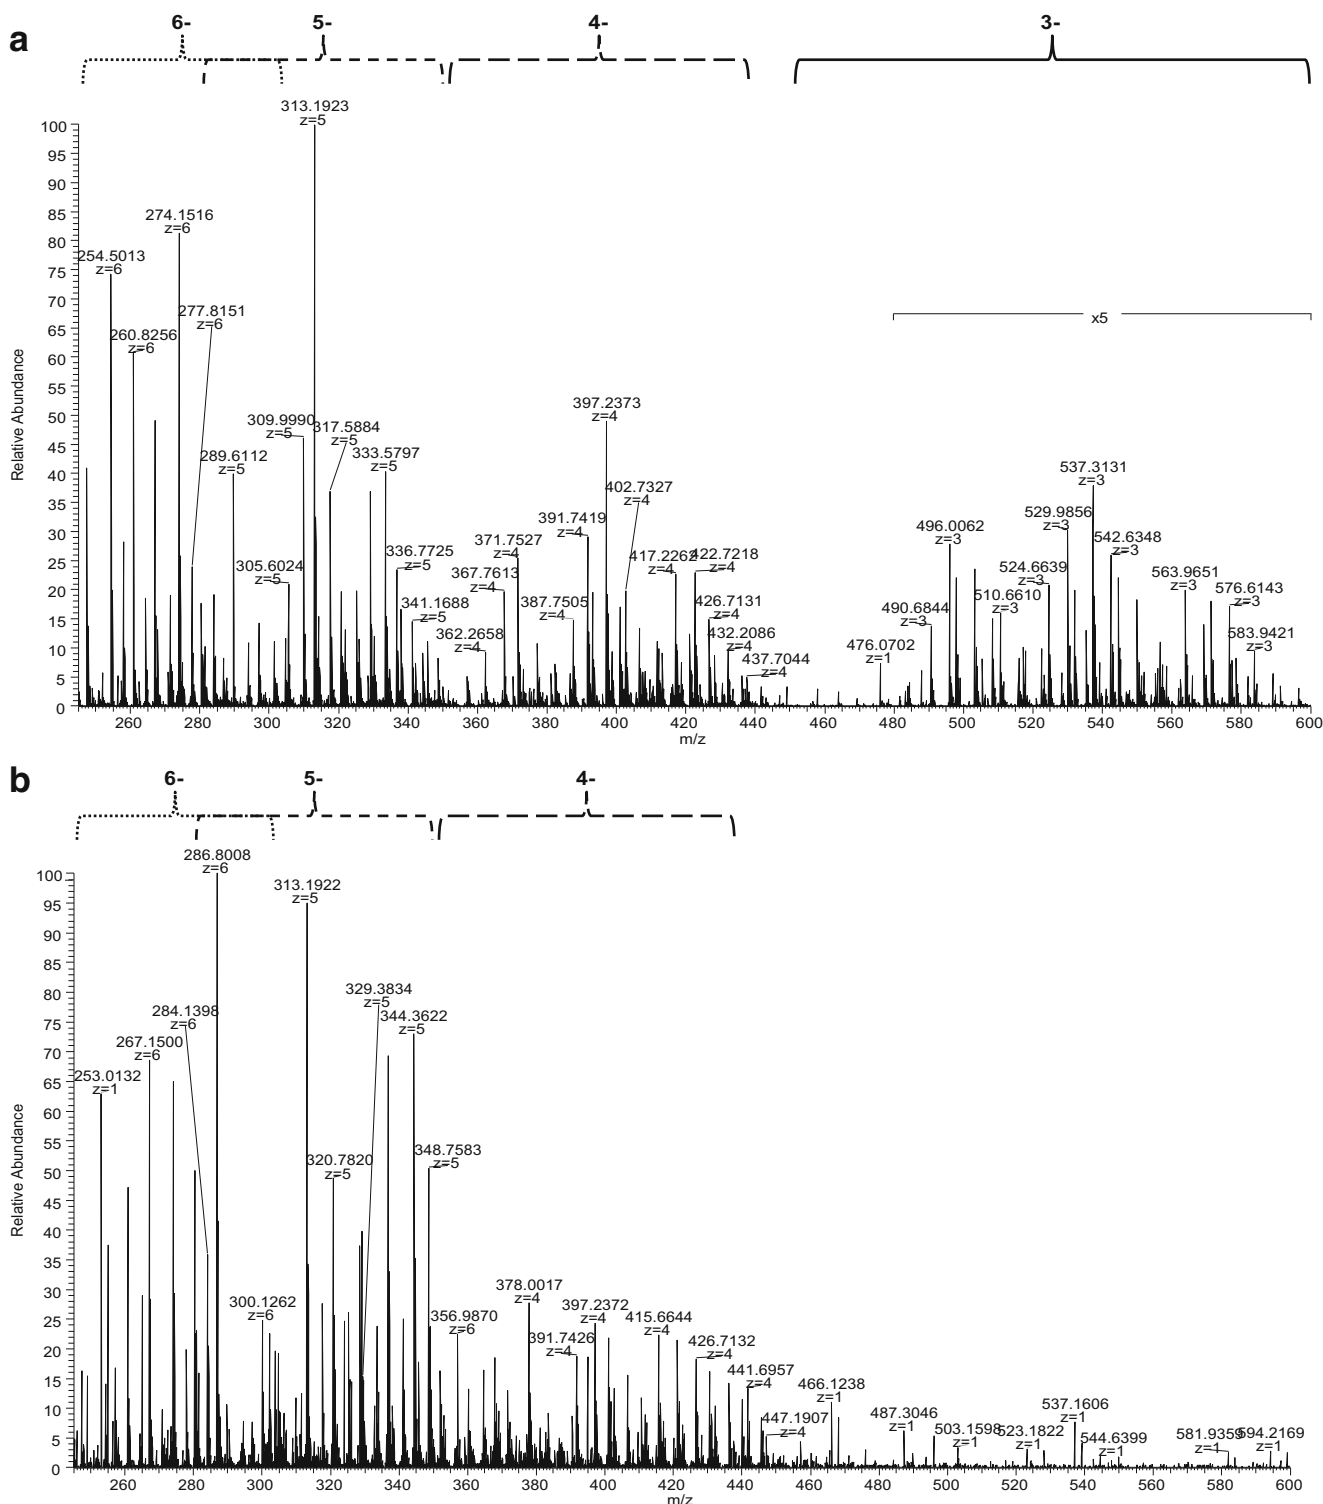 a
6-
5-
4-
3-
313.1923
z=5
274.1516
z=6
254.5013
z=6
277.8151
z=6
260.8256
z=6
x5
309.9990
z=5
317.5884
z=5
289.6112
z=5
333.5797
z=5
305.6024
z=5
336.7725
z=5
341.1688
z=5
397.2373
z=4
391.7419
z=4
402.7327
z=4
371.7527
z=4
367.7613
z=4
387.7505
z=4
362.2658
z=4
417.2262
z=4
422.7218
z=4
426.7131
z=4
432.2086
z=4
437.7044
z=4
476.0702
z=1
490.6844
z=3
496.0062
z=3
510.6610
z=3
524.6639
z=3
529.9856
z=3
537.3131
z=3
542.6348
z=3
563.9651
z=3
576.6143
z=3
583.9421
z=3
100
95
90
85
80
75
70
65
60
55
50
45
40
35
30
25
20
15
10
5
0
Relative Abundance
260 280 300 320 340 360 380 400 420 440 460 480 500 520 540 560 580 600
m/z
b
6-
5-
4-
286.8008
z=6
313.1922
z=5
329.3834
z=5
284.1398
z=6
344.3622
z=5
267.1500
z=6
253.0132
z=1
320.7820
z=5
348.7583
z=5
300.1262
z=6
356.9870
z=6
378.0017
z=4
391.7426
z=4
397.2372
z=4
415.6644
z=4
426.7132
z=4
441.6957
z=4
447.1907
z=4
466.1238
z=1
487.3046
z=1
503.1598
z=1
523.1822
z=1
537.1606
z=1
544.6399
z=1
581.9359
z=1
594.2169
z=1
100
95
90
85
80
75
70
65
60
55
50
45
40
35
30
25
20
15
10
5
0
Relative Abundance
260 280 300 320 340 360 380 400 420 440 460 480 500 520 540 560 580 600
m/z